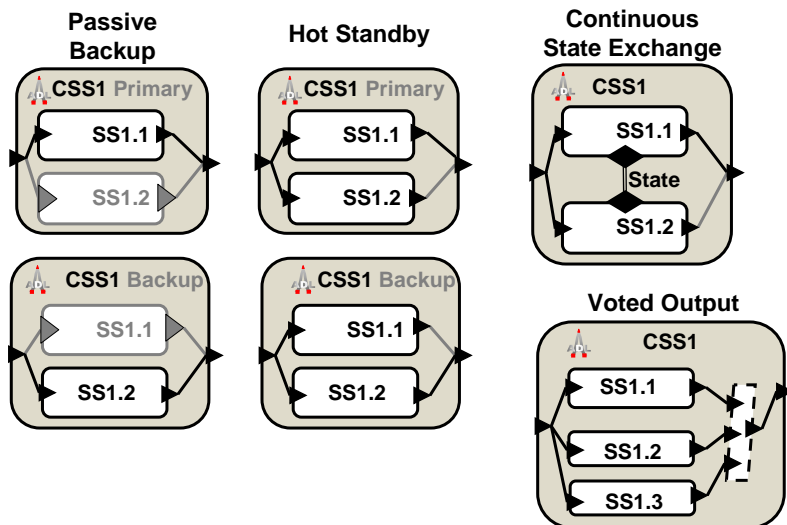 Passive
Backup
CSS1 Primary
SS1.1
SS1.2
CSS1 Backup
SS1.1
SS1.2
Hot Standby
CSS1 Primary
SS1.1
SS1.2
CSS1 Backup
SS1.1
SS1.2
Continuous
State Exchange
CSS1
SS1.1
State
SS1.2
Voted Output
CSS1
SS1.1
SS1.2
SS1.3